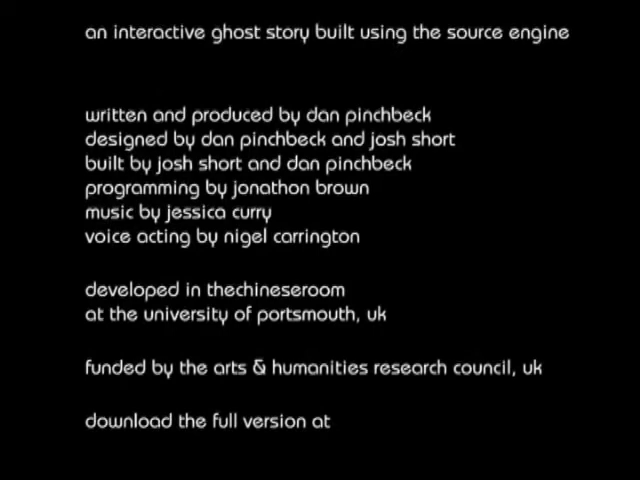 an interactive ghost story built using the source engine
written and produced by dan pinchbeck
designed by dan pinchbeck and josh short
built by josh short and dan pinchbeck
programming by jonathon brown
music by jessica curry
voice acting by nigel carrington
developed in thechineseroom
at the university of portsmouth, uk
funded by the arts & humanities research council, uk
download the full version at